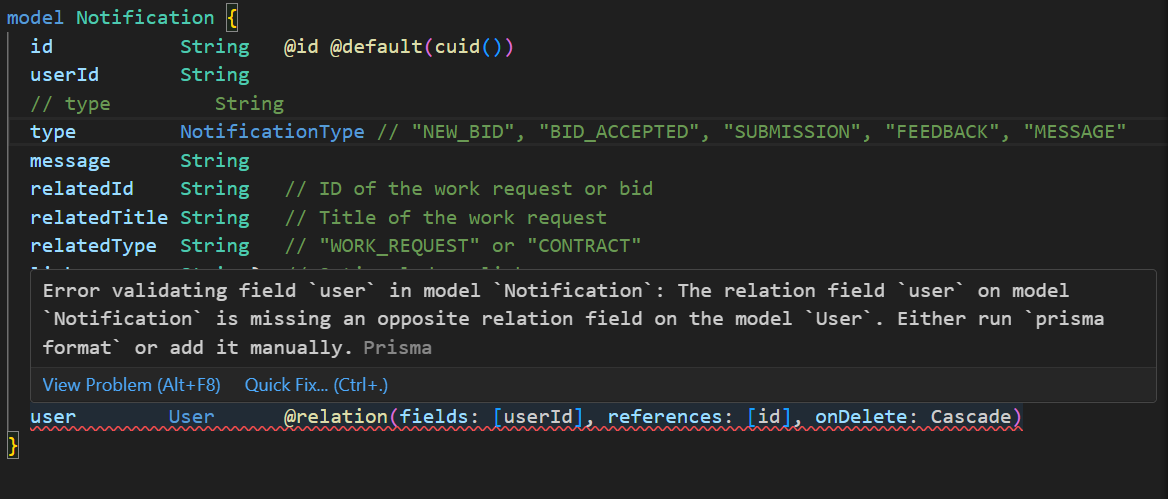 model Notification {
id String @id @default(cuid())
userId String
// type String
type NotificationType // "NEW_BID", "BID_ACCEPTED", "SUBMISSION", "FEEDBACK", "MESSAGE"
message String
relatedId String // ID of the work request or bid
relatedTitle String // Title of the work request
relatedType String // "WORK_REQUEST" or "CONTRACT"
Error validating field `user` in model `Notification`: The relation field `user` on model
`Notification` is missing an opposite relation field on the model `User`. Either run `prisma
format` or add it manually. Prisma
View Problem (Alt+F8) Quick Fix... (Ctrl+.)
user User @relation(fields: [userId], references: [id], onDelete: Cascade)
}